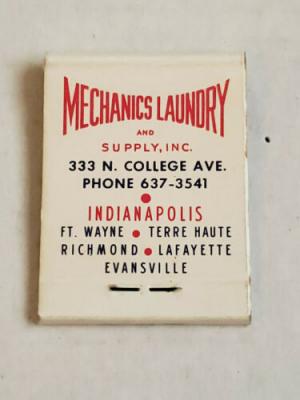 MECHANICS LAUNDRY
AND
SUPPLY, INC.
333 N. COLLEGE AVE.
PHONE 637-3541
INDIANAPOLIS
FT. WAYNE ● TERRE HAUTE
RICHMOND ● LAFAYETTE
EVANSVILLE